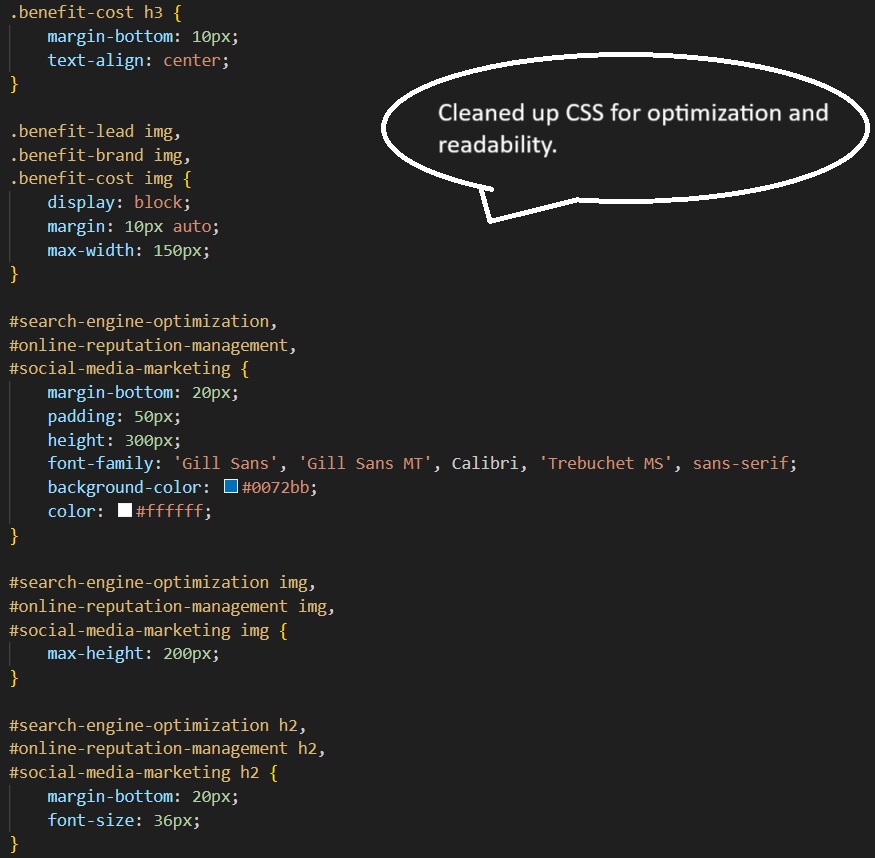 .benefit-cost h3 {
    margin-bottom: 10px;
    text-align: center;
}
Cleaned up CSS for optimization and
readability.
.benefit-lead img,
.benefit-brand img,
.benefit-cost img {
    display: block;
    margin: 10px auto;
    max-width: 150px;
}
#search-engine-optimization,
#online-reputation-management,
#social-media-marketing {
    margin-bottom: 20px;
    padding: 50px;
    height: 300px;
    font-family: 'Gill Sans', 'Gill Sans MT', Calibri, 'Trebuchet MS', sans-serif;
    background-color: #0072bb;
    color: #ffffff;
}
#search-engine-optimization img,
#online-reputation-management img,
#social-media-marketing img {
    max-height: 200px;
}
#search-engine-optimization h2,
#online-reputation-management h2,
#social-media-marketing h2 {
    margin-bottom: 20px;
    font-size: 36px;
}